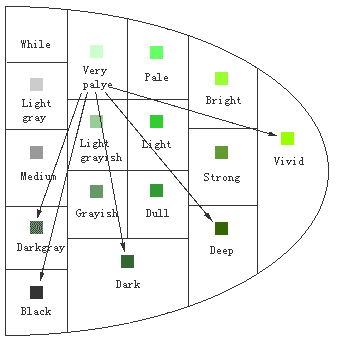 While
Very
palye
Pale
Bright
Light
gray
Light
grayish
Light
Vivid
Medium
Strong
Grayish
Dull
Darkgray
Deep
Dark
Black